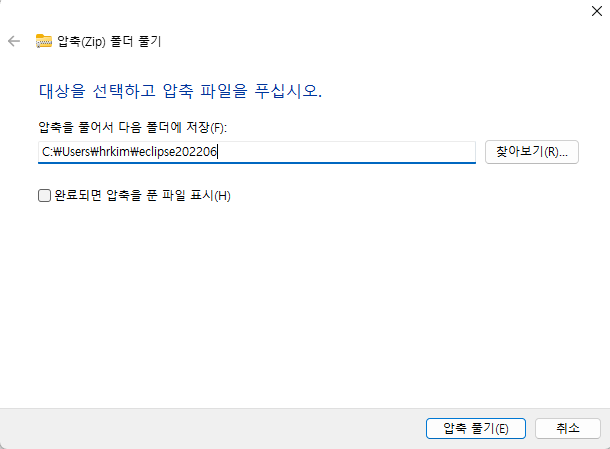 압축(Zip) 폴더 풀기
대상을 선택하고 압축 파일을 푸십시오.
압축을 풀어서 다음 폴더에 저장(F):
C:₩Users₩hrkim₩eclipse202206
찾아보기(R)...
완료되면 압축을 푼 파일 표시(H)
압축 풀기(E)
취소